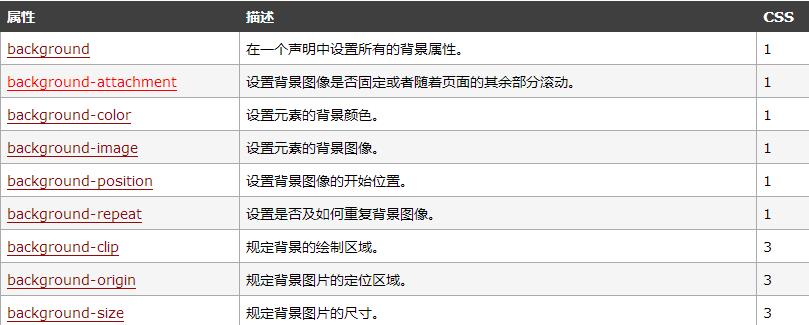 属性 描述 CSS
background 在一个声明中设置所有的背景属性。 1
background-attachment 设置背景图像是否固定或者随着页面的其余部分滚动。 1
background-color 设置元素的背景颜色。 1
background-image 设置元素的背景图像。 1
background-position 设置背景图像的开始位置。 1
background-repeat 设置是否及如何重复背景图像。 1
background-clip 规定背景的绘制区域。 3
background-origin 规定背景图片的定位区域。 3
background-size 规定背景图片的尺寸。 3